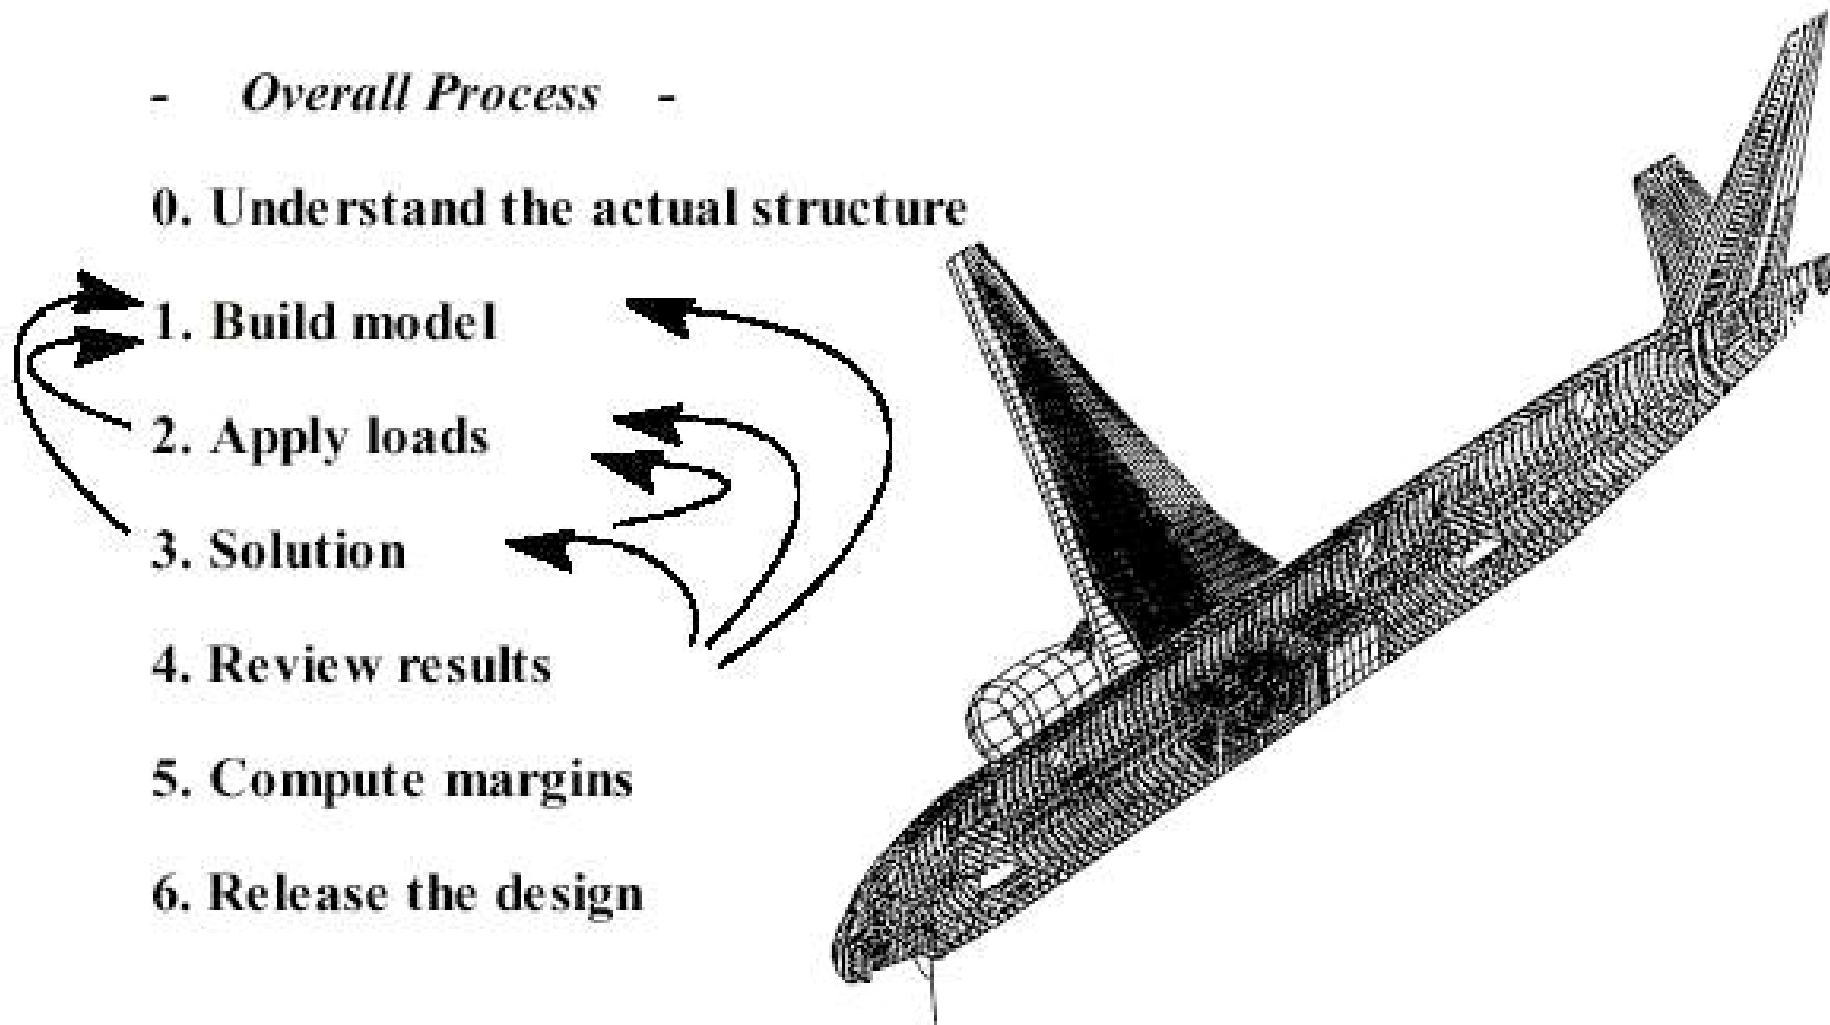 - Overall Process -
0. Understand the actual structure
1. Build model
2. Apply loads
3. Solution
4. Review results
5. Compute margins
6. Release the design